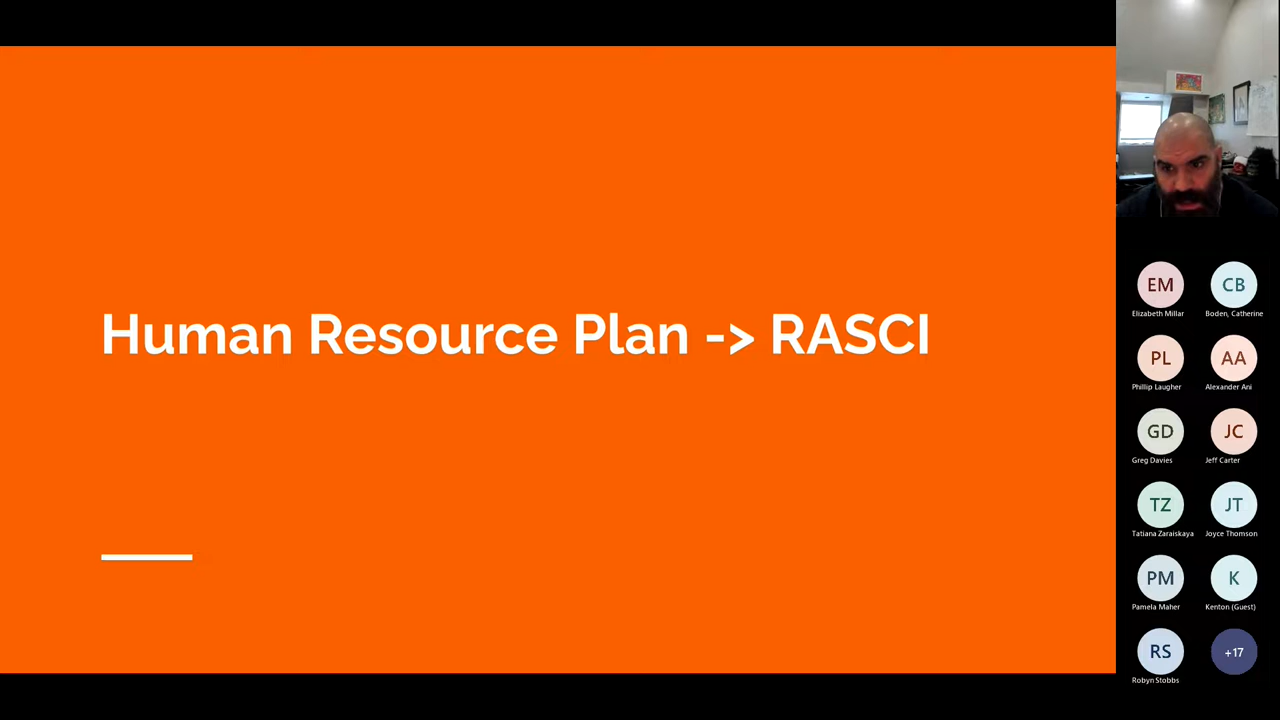 Human Resource Plan -> RASCI
EM
CB
Elizabeth Millar
Boden, Catherine
PL
AA
Phillip Laugher
Alexander Ani
GD
JC
Greg Davies
Jeff Carter
TZ
JT
Tatiana Zaraiskaya
Joyce Thomson
PM
K
Pamela Maher
Kenton (Guest)
RS
+17
Robyn Stobbs